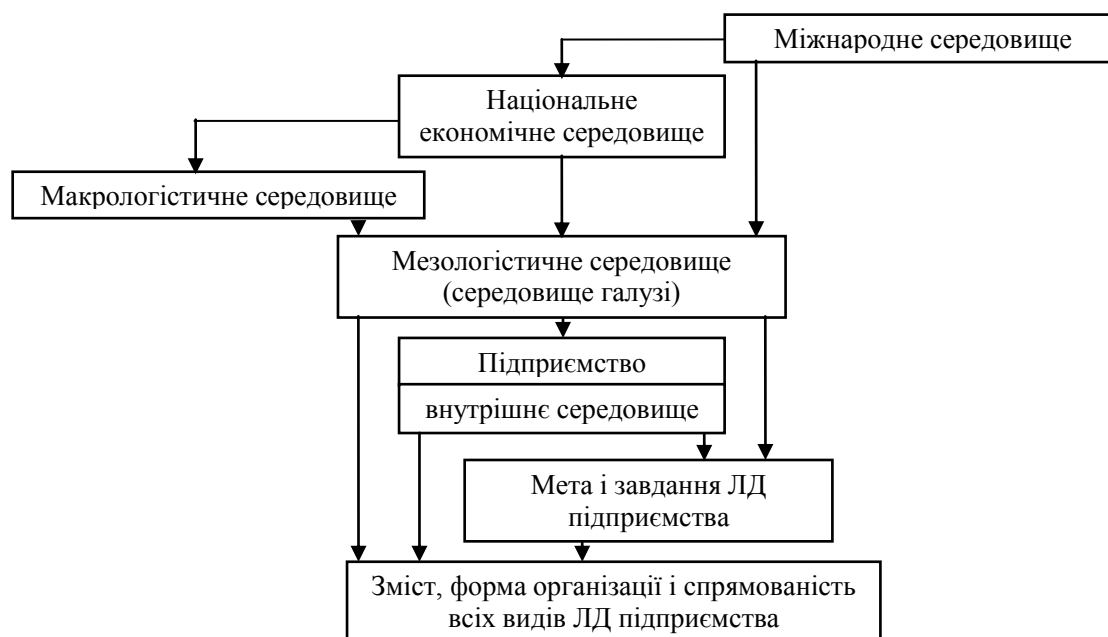 Міжнародне середовище
Національне
економічне середовище
Макрологістичне середовище
Мезологістичне середовище
(середовище галузі)
Підприємство
внутрішнє середовище
Мета і завдання ЛД
підприємства
Зміст, форма організації і спрямованість
всіх видів ЛД підприємства